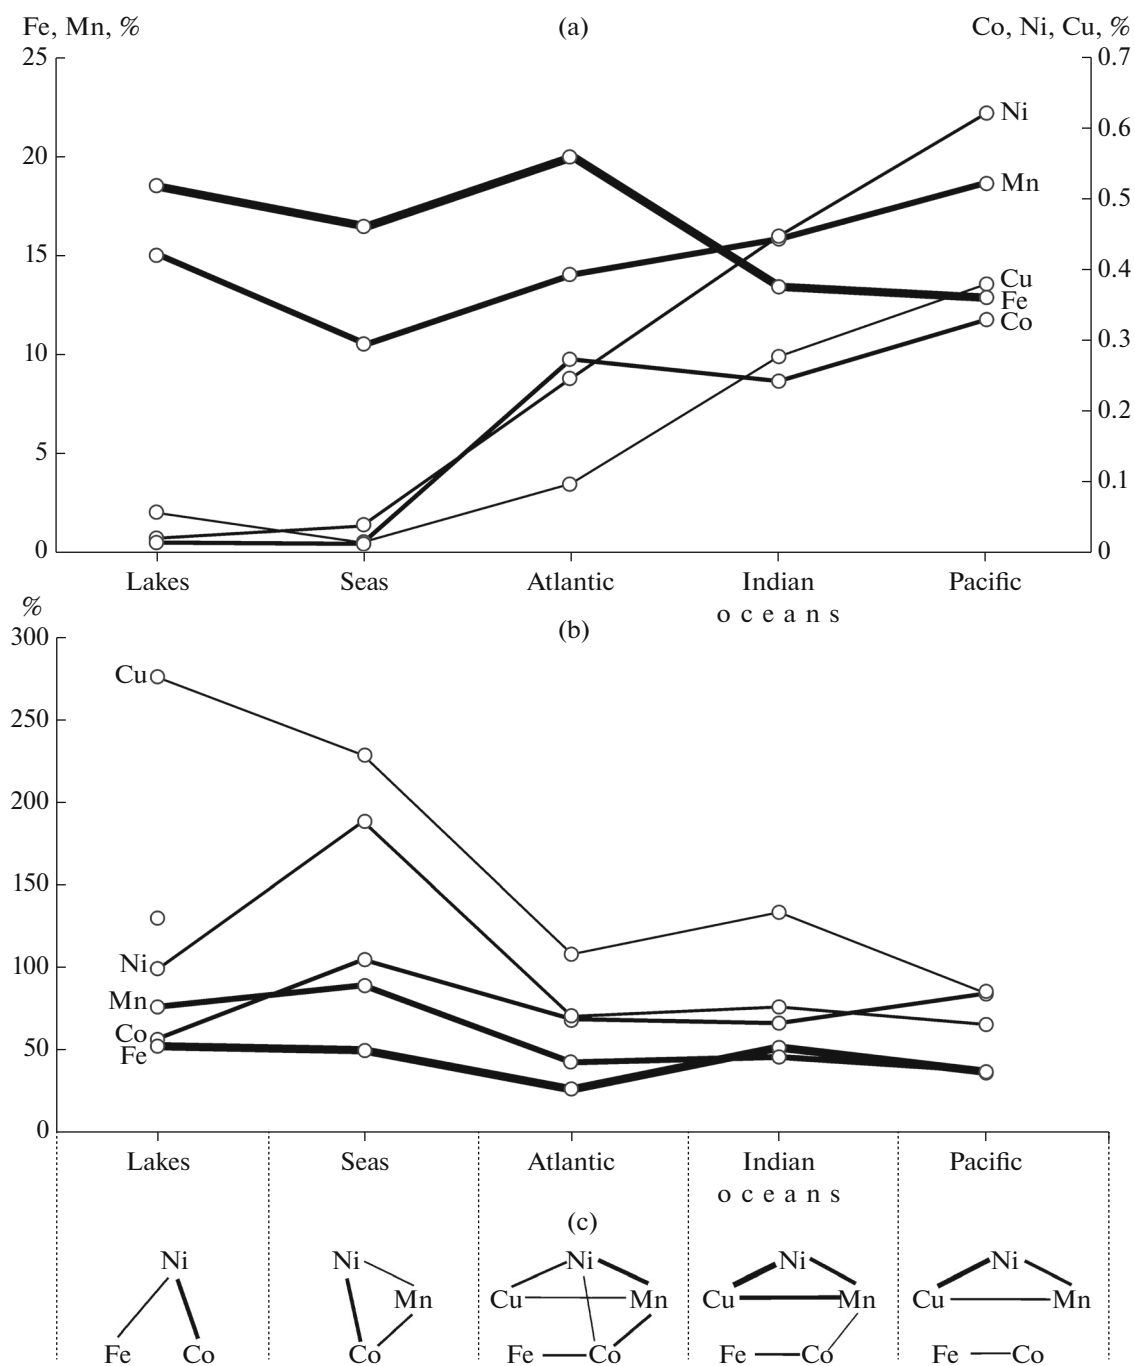 Fe, Mn, % (a) Co, Ni, Cu, %
25 0.7
Ni
0.6
20
Mn
0.5
15
0.4
Cu
Fe
0.3
Co
10
0.2
5
0.1
0 0
Lakes Seas Atlantic Indian Pacific
oceans
% (b)
300
Cu
250
200
150
Ni
100
Mn
Co
Fe
50
0
Lakes Seas Atlantic Indian Pacific
oceans
(c)
Ni Ni Ni Ni Ni
Mn Cu Mn Cu Mn Cu Mn
Fe Co Co Fe Co Fe Co Fe Co